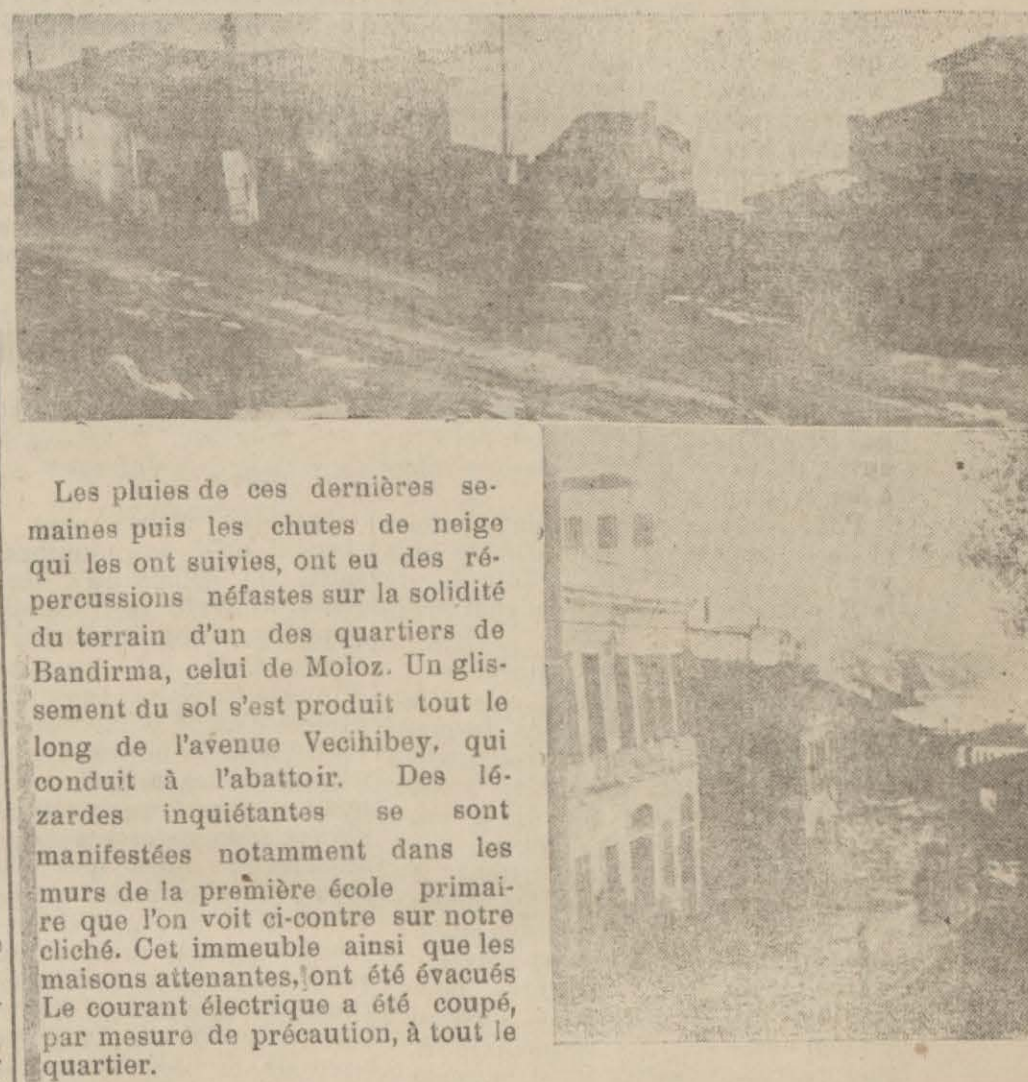 Les pluies de ces dernières se-
maines puis les chutes de neige
qui les ont suivies, ont eu des ré-
percussions néfastes sur la solidité
du terrain d'un des quartiers de
Bandirma, celui de Moloz. Un glis-
sement du sol s'est produit tout le
long de l'avenue Vecihibey, qui
conduit à l'abattoir. Des lé-
zardes inquiétantes se sont
manifestées notamment dans les
murs de la première école primai-
re que l'on voit ci-contre sur notre
cliché. Cet immeuble ainsi que les
maisons attenantes, ont été évacués
Le courant électrique a été coupé,
par mesure de précaution, à tout le
quartier.